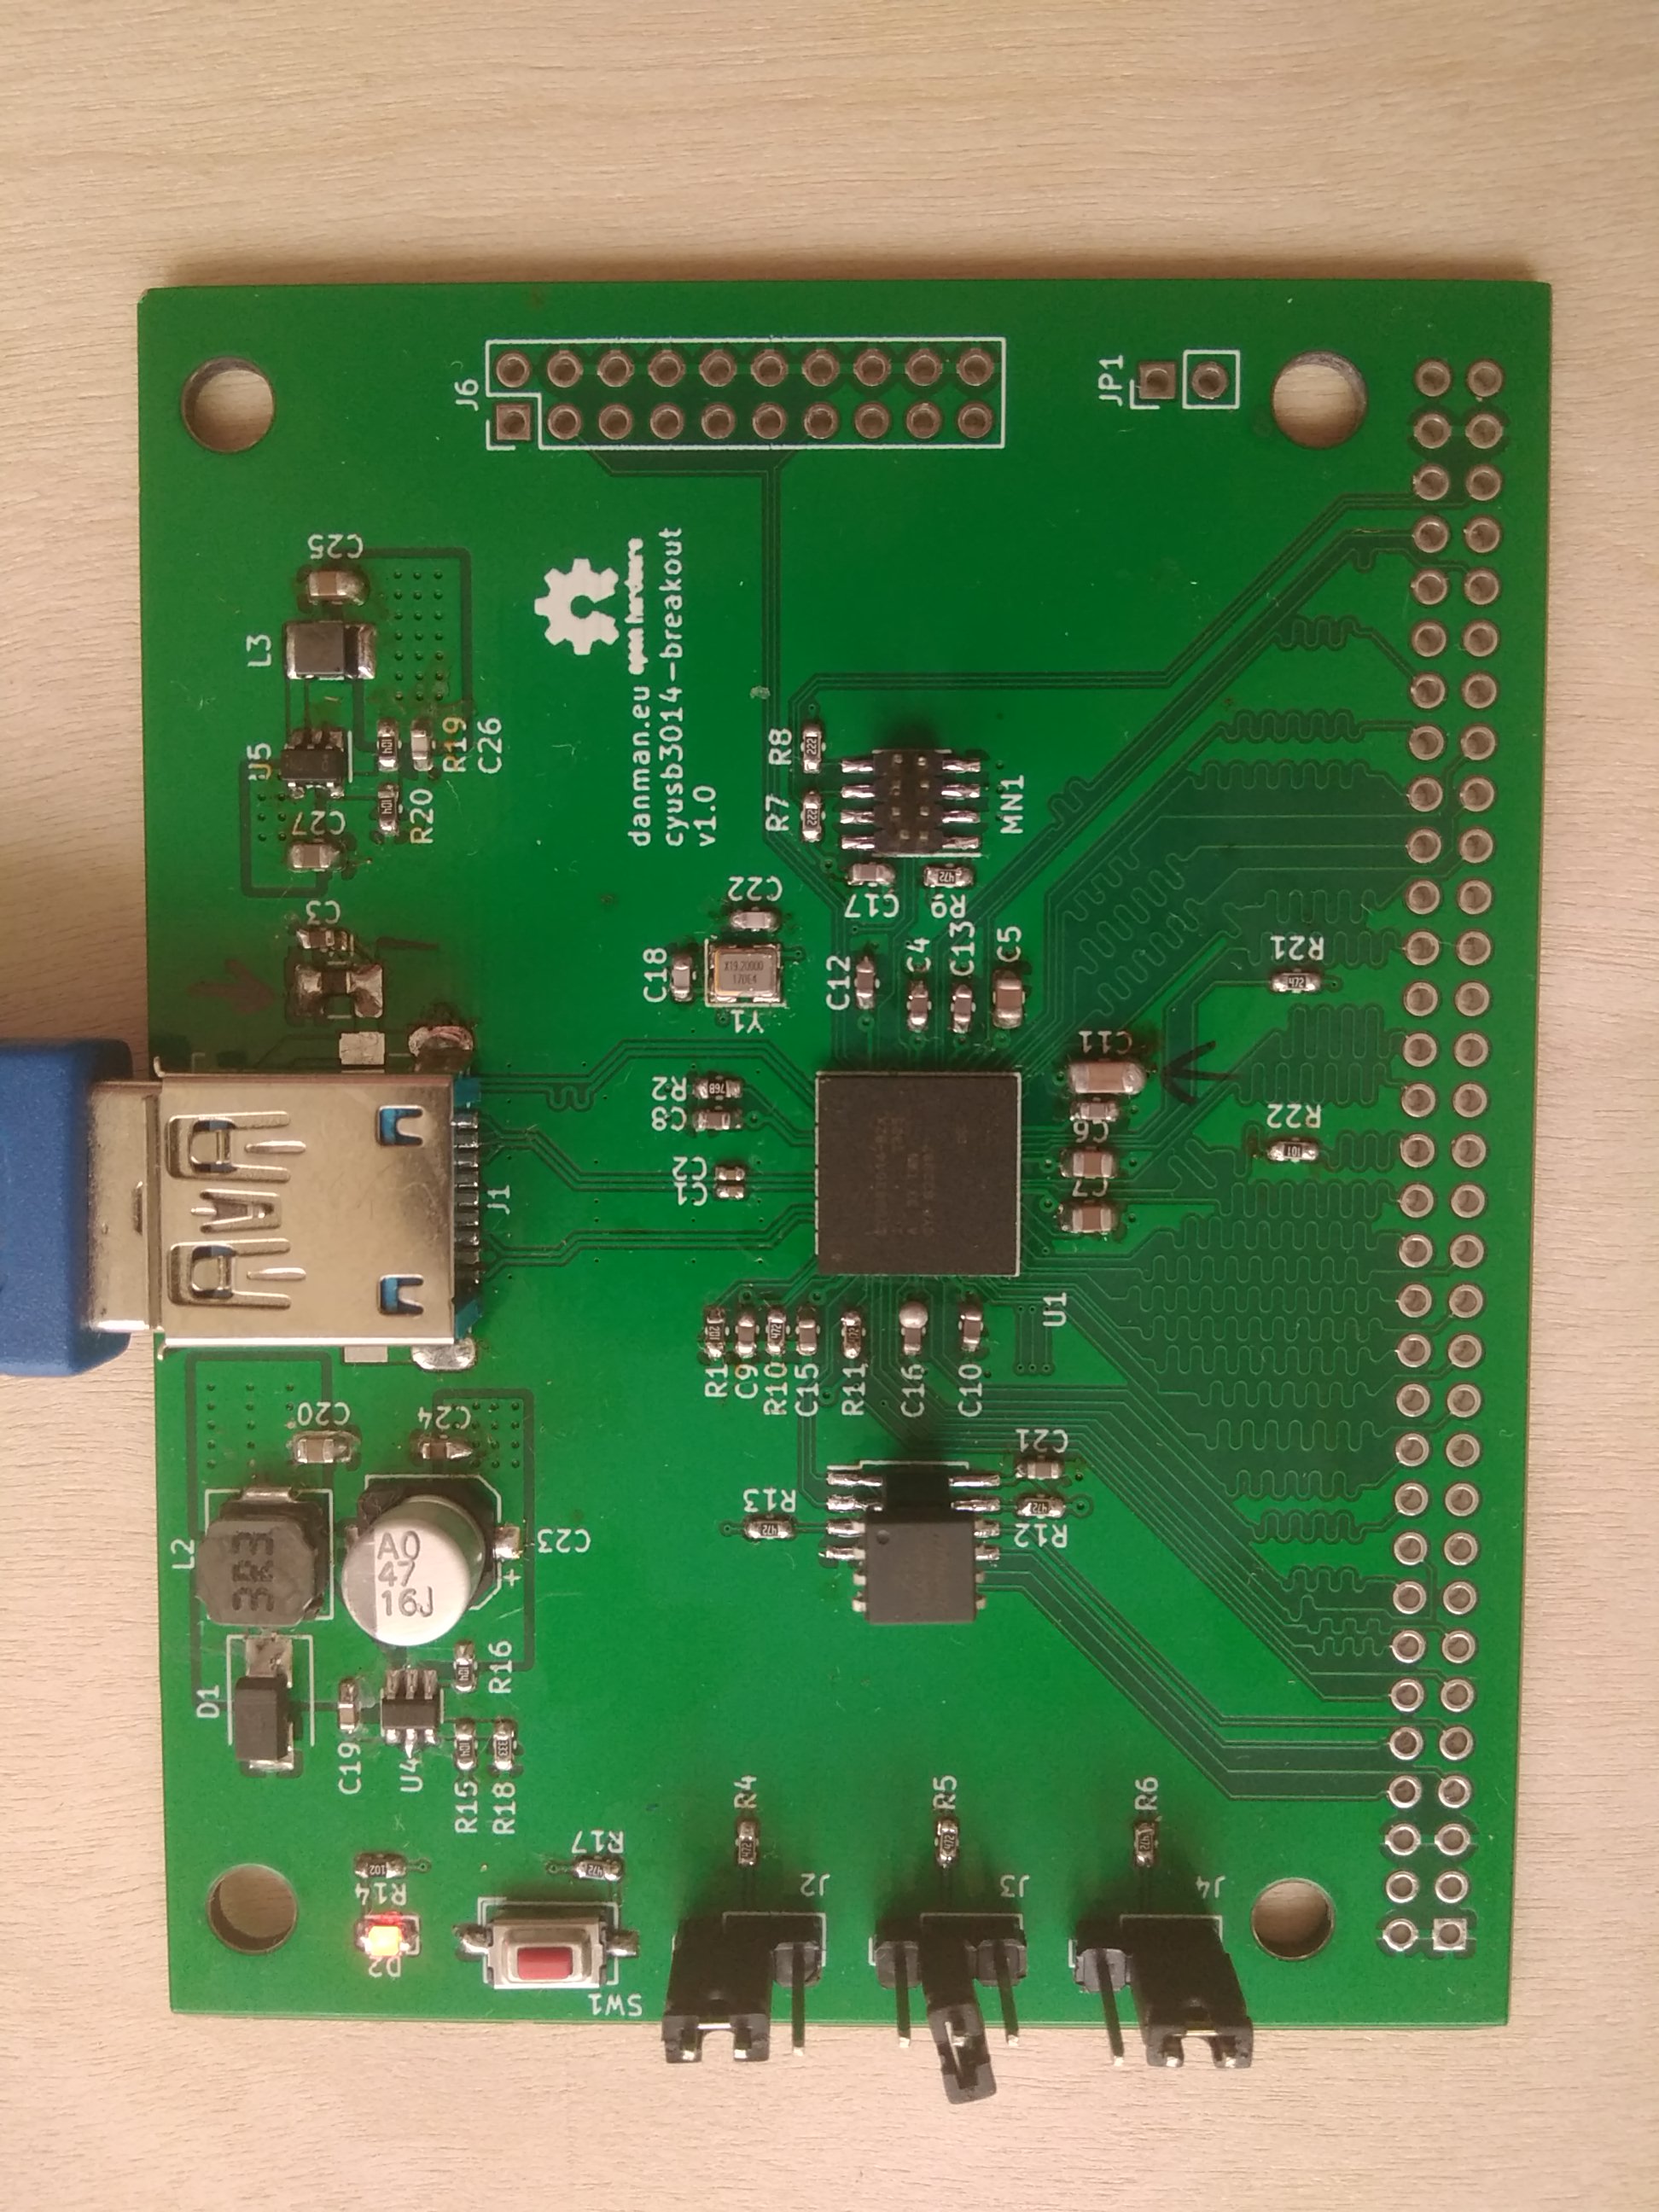 L2
D1
C20
C19
D2
R14
U4
A0
47
16J
C24
R15
R18
R16
C23
SW1
R17
J1
C3
U5
L3
C27
C25
R20
R19
C26
J6
open hardware
danman.eu
cyusb3014-breakout
v1.0
C1
C2
C8
R2
C18
Y1
C22
R1
C9
R10
C15
R11
C16
C10
R13
R4
J2
R5
J3
R6
J4
R12
C21
U1
C7
C6
C11
C12
C17
C4
C13
R9
C5
R7
222
R8
222
MN1
JP1
R22
R21